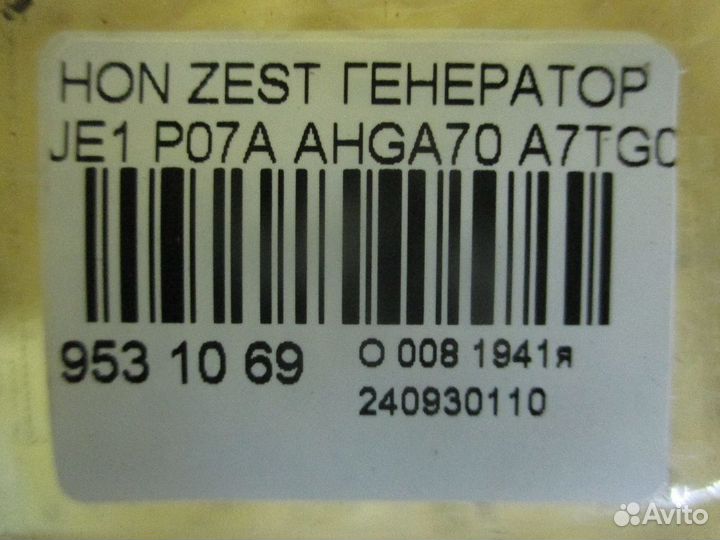 HON ZEST ГЕНЕРАТОР
JE1 P07A AHGA70 A7TG0
953 10 69
O 008 1941я
240930110
Avito